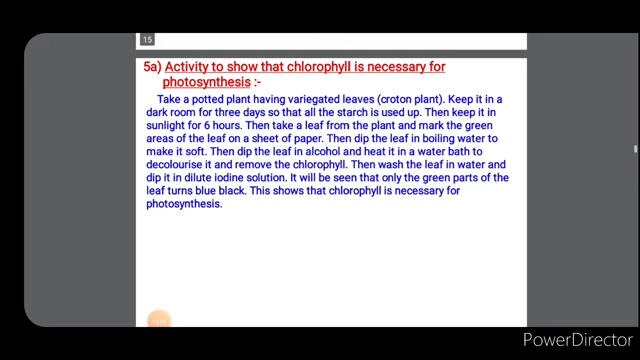 15
5a) Activity to show that chlorophyll is necessary for
photosynthesis :-
Take a potted plant having variegated leaves (croton plant). Keep it in a
dark room for three days so that all the starch is used up. Then keep it in
sunlight for 6 hours. Then take a leaf from the plant and mark the green
areas of the leaf on a sheet of paper. Then dip the leaf in boiling water to
make it soft. Then dip the leaf in alcohol and heat it in a water bath to
decolourise it and remove the chlorophyll. Then wash the leaf in water and
dip it in dilute iodine solution. It will be seen that only the green parts of the
leaf turns blue black. This shows that chlorophyll is necessary for
photosynthesis.
PowerDirector